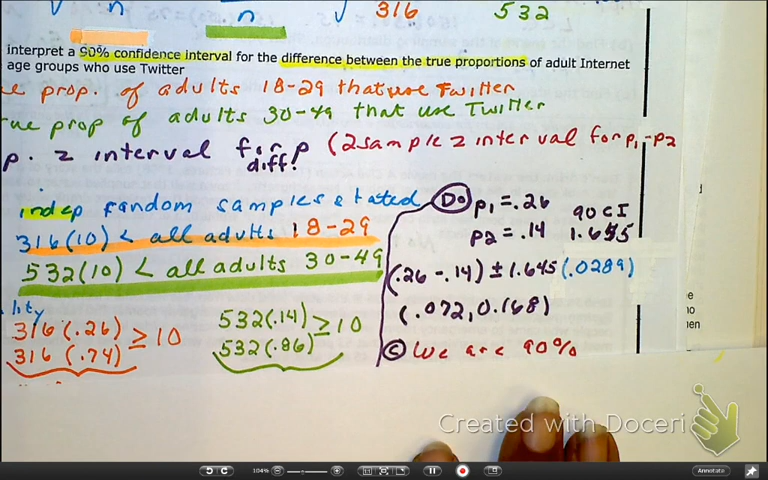 √ n n √ 316 532
interpret a 90% confidence interval for the difference between the true proportions of adult Internet
age groups who use Twitter
ue prop. of adults 18-29 that use Twitter
rue prop of adults 30-49 that use Twitter
p. z interval for p (2 sample z interval for p₁-p2
diff!
indep random samples stated
316(10) < all adults 18-29
532(10) < all adults 30-49
lity
316(.26) ≥ 10
316 (.74)
532(.14) ≥ 10
532(.86)
Do p₁ = .26 90 CI
p2 = .14 1.645
(.26 - .14) ± 1.645 (.0289)
(.072, 0.168)
C We are 90%
e
no
en
Created with Doceri
104%
Annotate